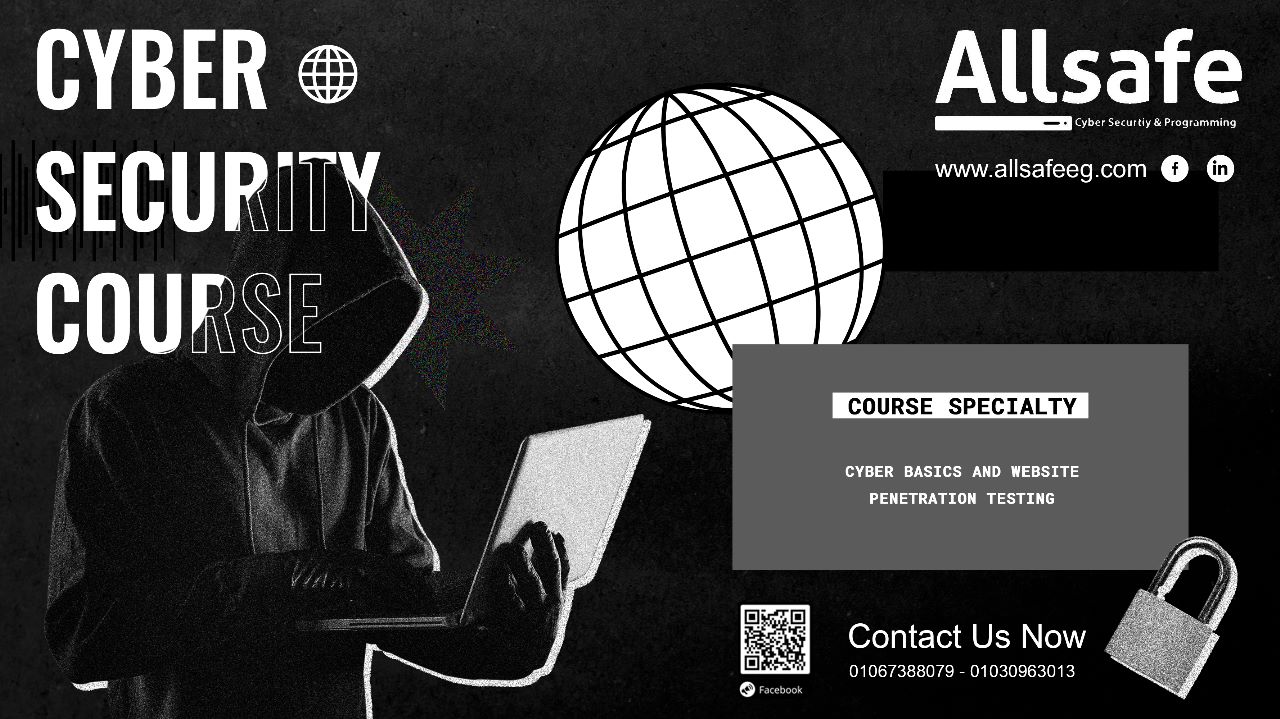 CYBER
SECURITY
COURSE
Allsafe
Cyber Securtiy & Programming
www.allsafeeg.com
COURSE SPECIALTY
CYBER BASICS AND WEBSITE
PENETRATION TESTING
Contact Us Now
01067388079 - 01030963013
Facebook